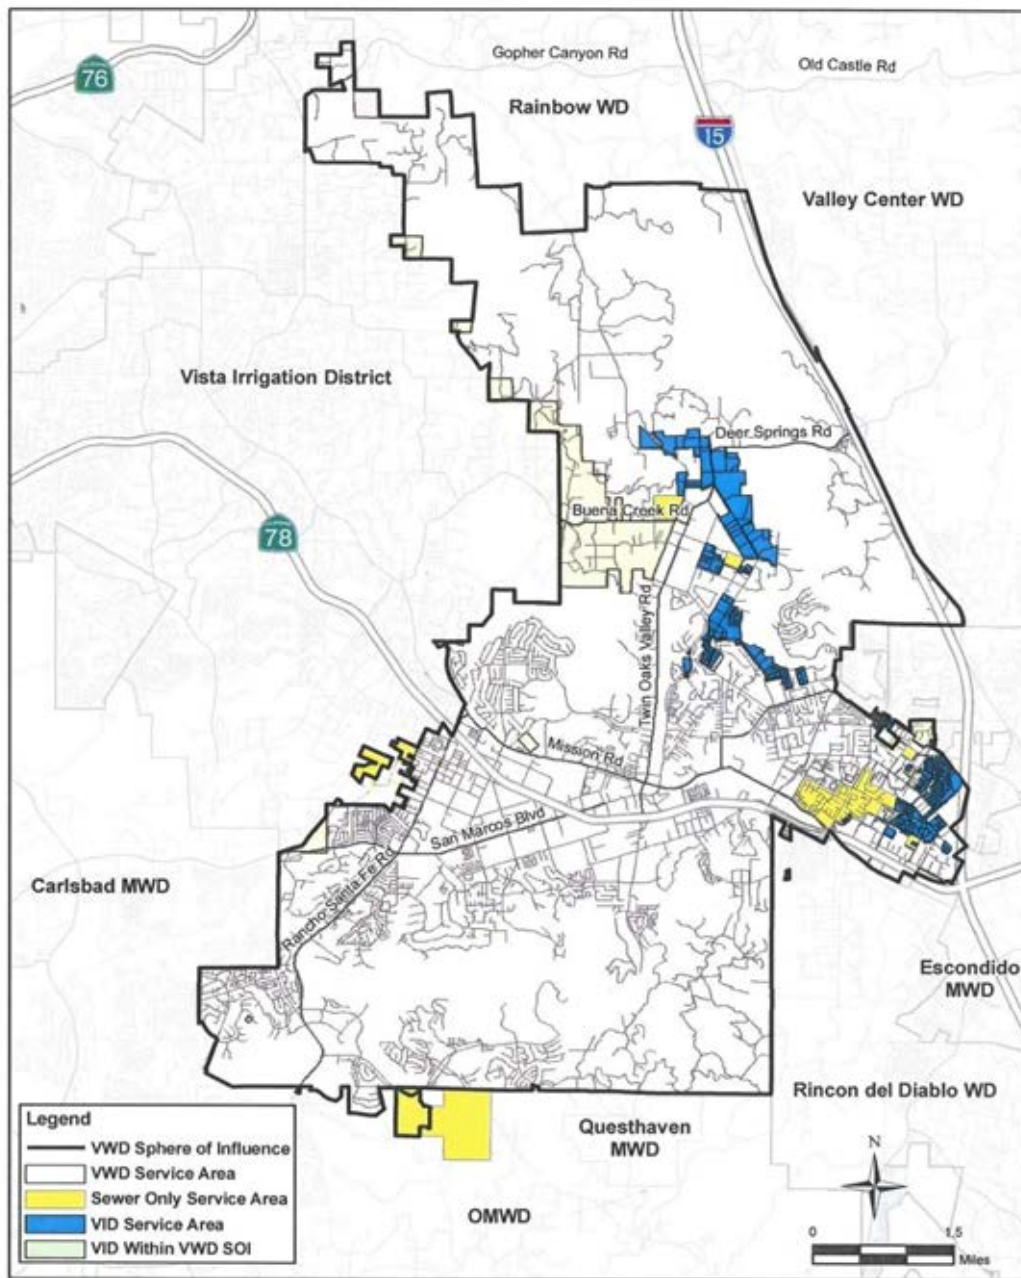 76
Gopher Canyon Rd
Old Castle Rd
Rainbow WD
15
Valley Center WD
Vista Irrigation District
Deer Springs Rd
Buena Creek Rd
78
Twin Oaks Valley Rd
Mission Rd
San Marcos Blvd
Rancho Santa Fe Rd
Carlsbad MWD
Escondido
MWD
Rincon del Diablo WD
Questhaven
MWD
OMWD
Legend
VWD Sphere of Influence
VWD Service Area
Sewer Only Service Area
VID Service Area
VID Within VWD SOI
N
0 1.5
Miles